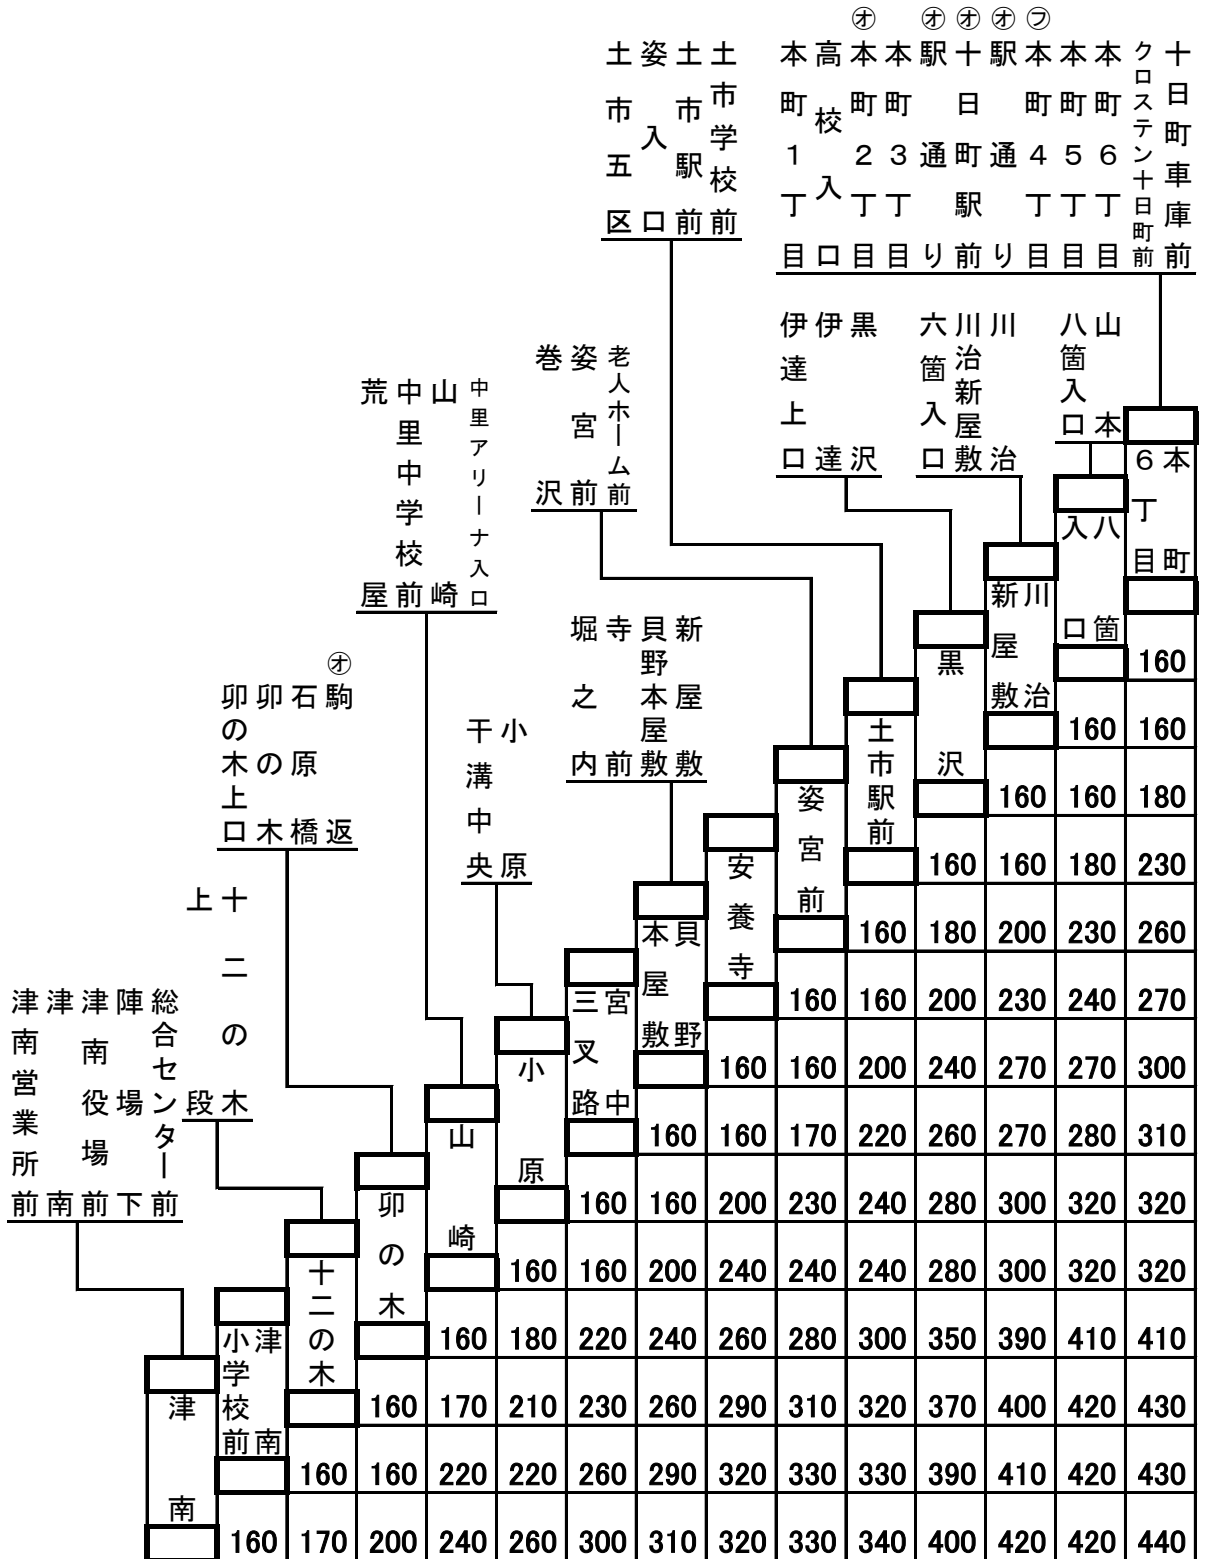 十日町車庫前
クロステン十日町前
本町６丁目
本町５丁目
㋫本町４丁目
㋔駅通り
㋔十日町駅前
㋔駅通り
本町３丁目
㋔本町２丁目
高校入口
本町１丁目
土市学校前
土市駅前
姿入口
土市五区
山本
八箇入口
川治
川治新屋敷
六箇入口
黒沢
伊達
伊達上口
老人ホーム前
姿宮前
巻沢
中里アリーナ入口
山崎
中里中学校前
荒屋
新屋敷
貝野本屋敷
寺前
堀之内
小原
干溝中央
㋔駒返
石原橋
卯の木
卯の木上口
十二の木
上段
総合センター前
陣場下
津南役場前
津南
津南営業所前
本町６丁目
八箇入口
川治新屋敷
黒沢
土市駅前
姿宮前
安養寺
貝野本屋敷
宮中三叉路
小原
山崎
卯の木
十二の木
津南小学校前
津南
160
160 160
160 160 180
160 160 180 230
160 180 200 230 260
160 160 200 230 240 270
160 160 200 240 270 270 300
160 160 170 220 260 270 280 310
160 160 200 230 240 280 300 320 320
160 160 200 240 240 240 280 300 320 320
160 180 220 240 260 280 300 350 390 410 410
160 170 210 230 260 290 310 320 370 400 420 430
160 160 220 220 260 290 320 330 330 390 410 420 430
160 170 200 240 260 300 310 320 330 340 400 420 420 440